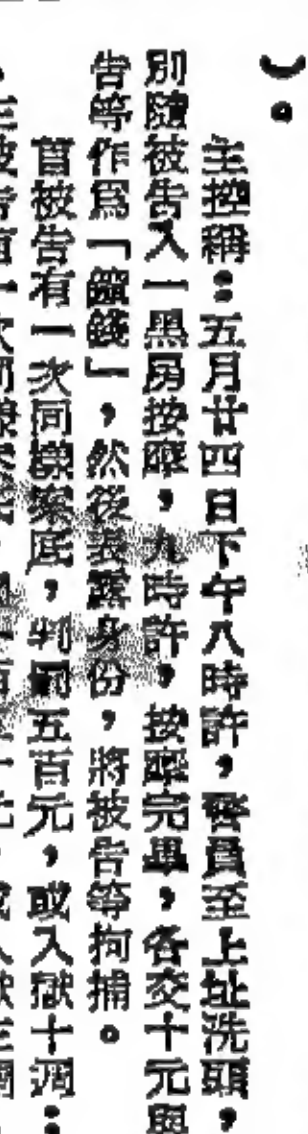 ）。
主控稱：五月廿四日下午八時許，警員至上址洗頭，
別隨被告入一黑房按摩，九時許，按摩完畢，各交十元與
告等作爲「餽錢」，然後表露身份，將被告等拘捕。
首被告有一次同樣案底，判罰五百元，或入獄十週：